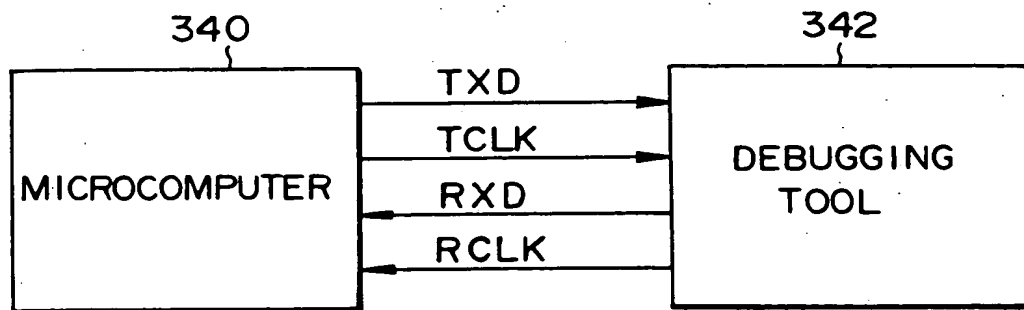 340
342
MICROCOMPUTER
TXD
TCLK
RXD
RCLK
DEBUGGING
TOOL